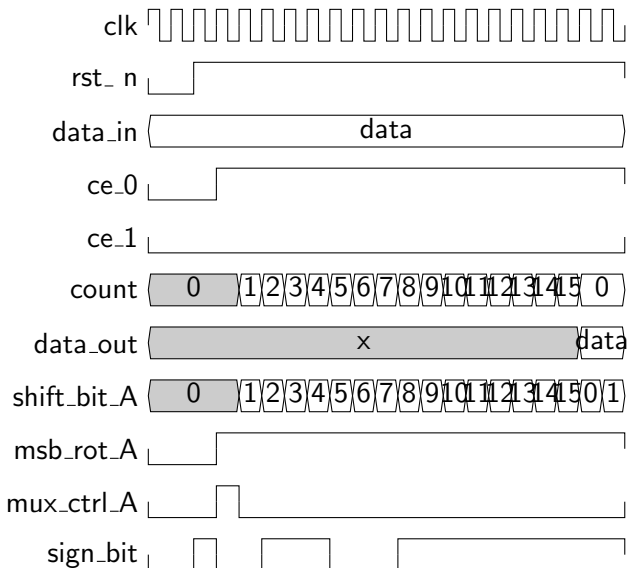 clk
rst_ n
data_in data
ce_0
ce_1
count 0 1 2 3 4 5 6 7 8 9 10 11 12 13 14 15 0
data_out x data
shift_bit_A 0 1 2 3 4 5 6 7 8 9 10 11 12 13 14 15 0 1
msb_rot_A
mux_ctrl_A
sign_bit